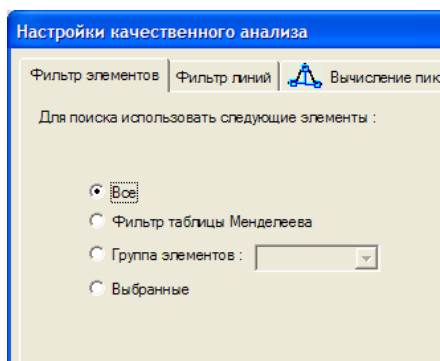 Настройки качественного анализа
Фильтр элементов Фильтр линий Вычисление пик
Для поиска использовать следующие элементы :
Все
Фильтр таблицы Менделеева
Группа элементов :
Выбранные